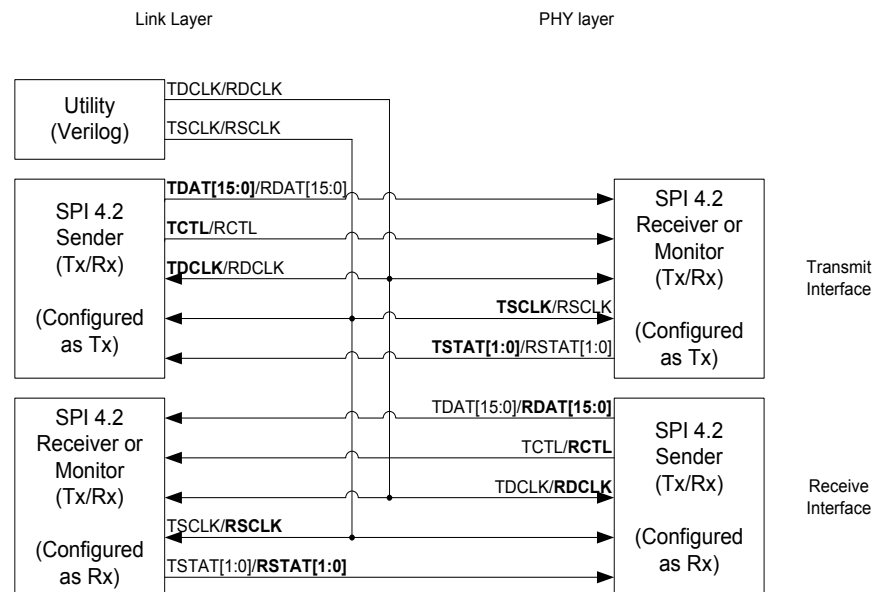 Link Layer
PHY layer
Utility
(Verilog)
TDCLK/RDCLK
TSCLK/RSCLK
SPI 4.2
Sender
(Tx/Rx)
(Configured
as Tx)
TDAT[15:0]/RDAT[15:0]
TCTL/RCTL
TDCLK/RDCLK
TSCLK/RSCLK
TSTAT[1:0]/RSTAT[1:0]
SPI 4.2
Receiver or
Monitor
(Tx/Rx)
(Configured
as Tx)
Transmit
Interface
SPI 4.2
Receiver or
Monitor
(Tx/Rx)
(Configured
as Rx)
TDAT[15:0]/RDAT[15:0]
TCTL/RCTL
TDCLK/RDCLK
TSCLK/RSCLK
TSTAT[1:0]/RSTAT[1:0]
SPI 4.2
Sender
(Tx/Rx)
(Configured
as Rx)
Receive
Interface